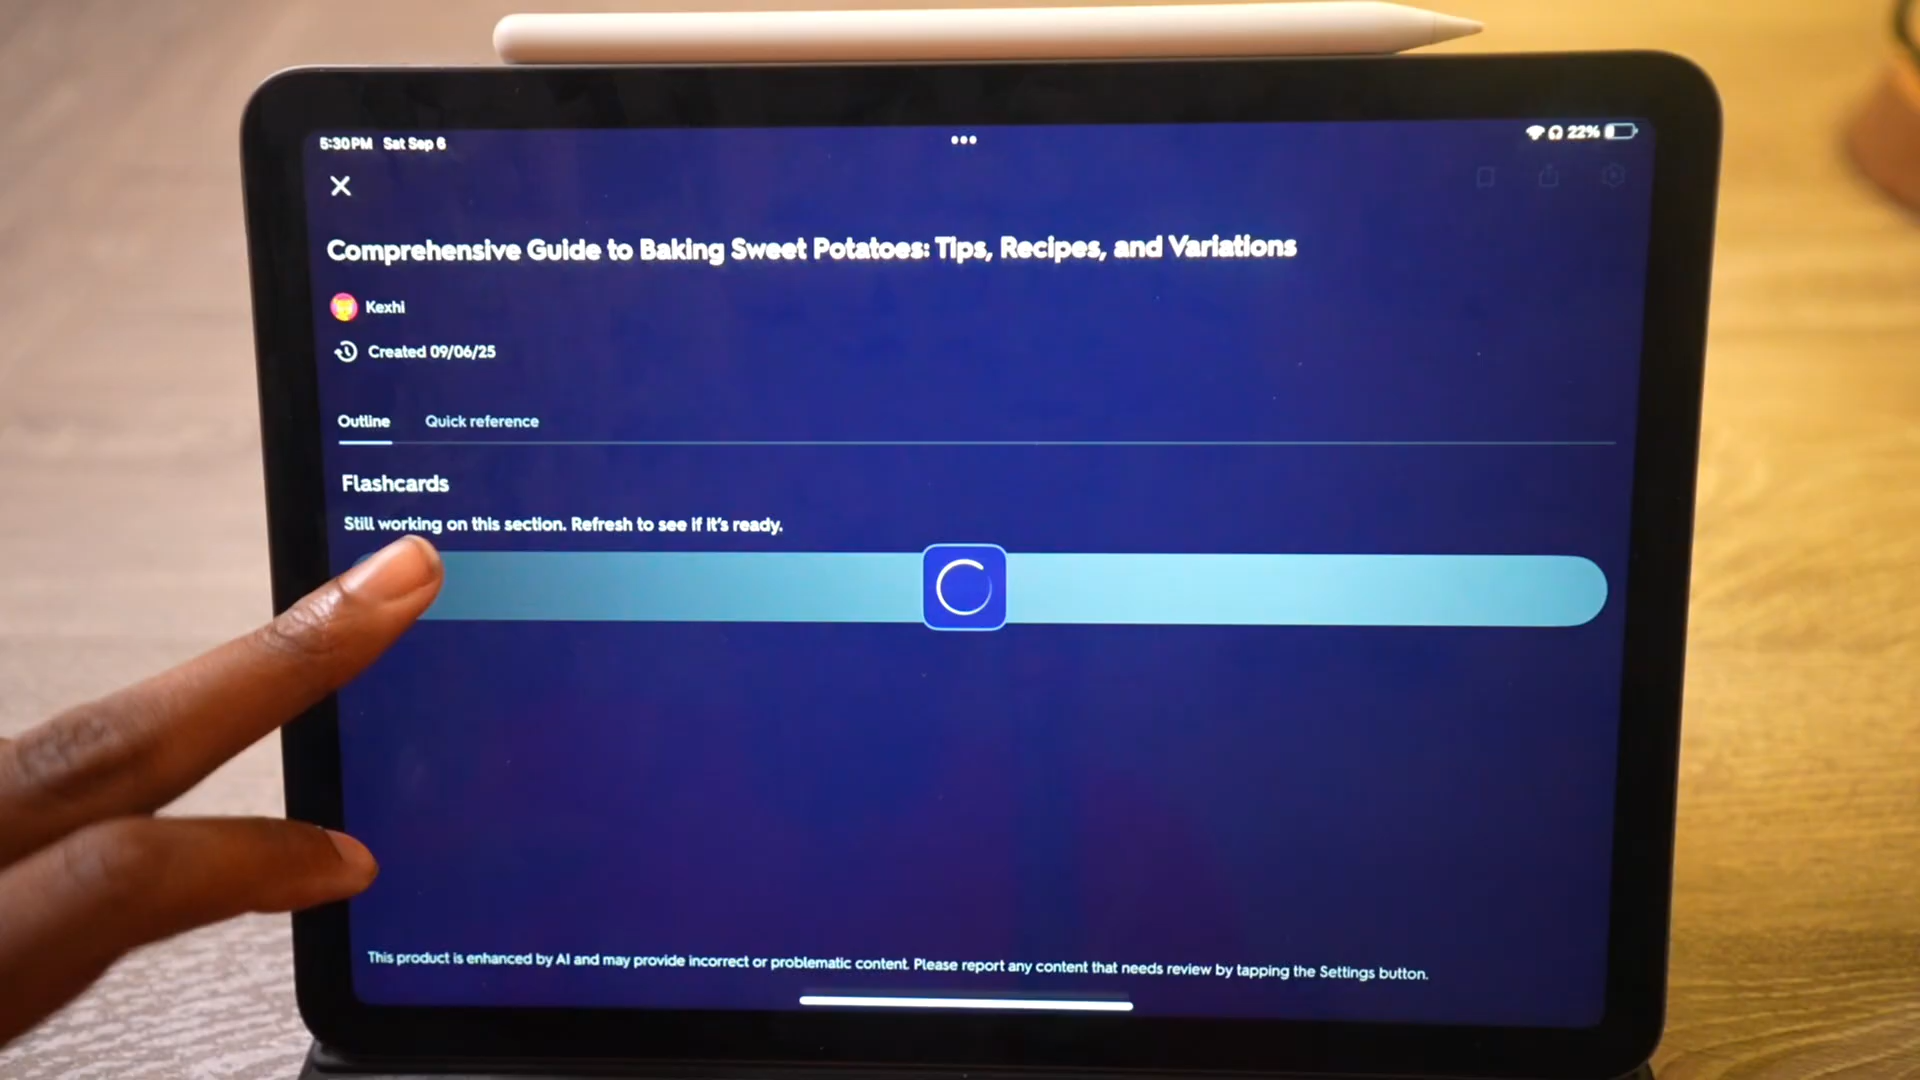 5:30 PM Sat Sep 6
22%
Comprehensive Guide to Baking Sweet Potatoes: Tips, Recipes, and Variations
Kexhi
Created 09/06/25
Outline Quick reference
Flashcards
Still working on this section. Refresh to see if it's ready.
This product is enhanced by AI and may provide incorrect or problematic content. Please report any content that needs review by tapping the Settings button.